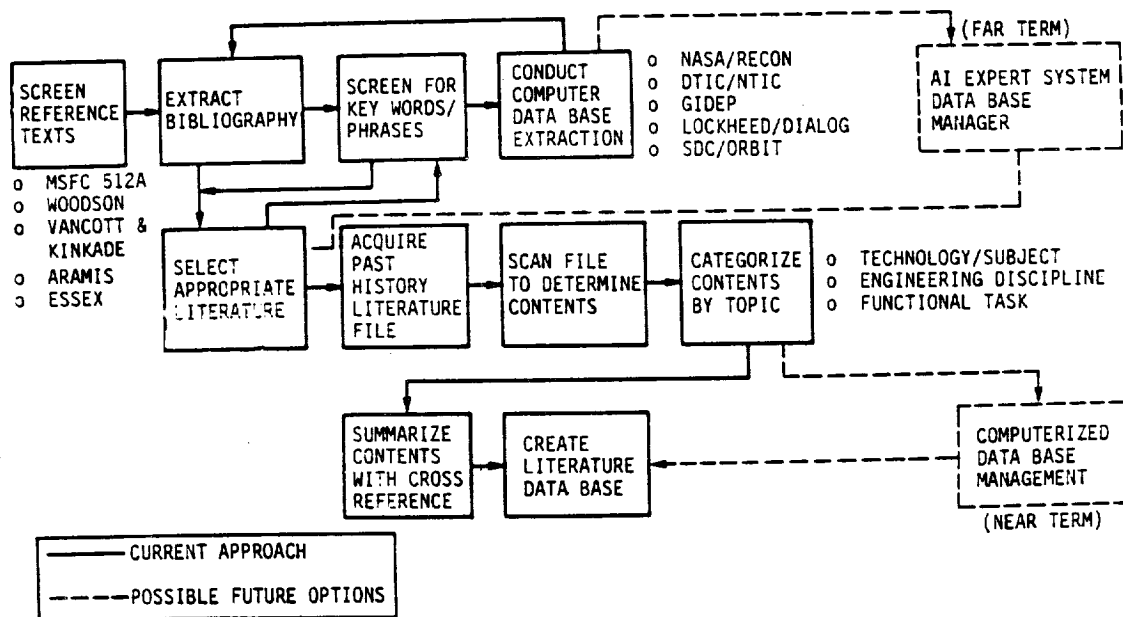 (FAR TERM)
SCREEN
REFERENCE
TEXTS
EXTRACT
BIBLIOGRAPHY
SCREEN FOR
KEY WORDS/
PHRASES
CONDUCT
COMPUTER
DATA BASE
EXTRACTION
o NASA/RECON
o DTIC/NTIC
o GIDEP
o LOCKHEED/DIALOG
o SDC/ORBIT
AI EXPERT SYSTEM
DATA BASE
MANAGER
o MSFC 512A
o WOODSON
o VANCOTT &
KINKADE
o ARAMIS
o ESSEX
SELECT
APPROPRIATE
LITERATURE
ACQUIRE
PAST
HISTORY
LITERATURE
FILE
SCAN FILE
TO DETERMINE
CONTENTS
CATEGORIZE
CONTENTS
BY TOPIC
o TECHNOLOGY/SUBJECT
o ENGINEERING DISCIPLINE
o FUNCTIONAL TASK
SUMMARIZE
CONTENTS
WITH CROSS
REFERENCE
CREATE
LITERATURE
DATA BASE
COMPUTERIZED
DATA BASE
MANAGEMENT
(NEAR TERM)
CURRENT APPROACH
POSSIBLE FUTURE OPTIONS